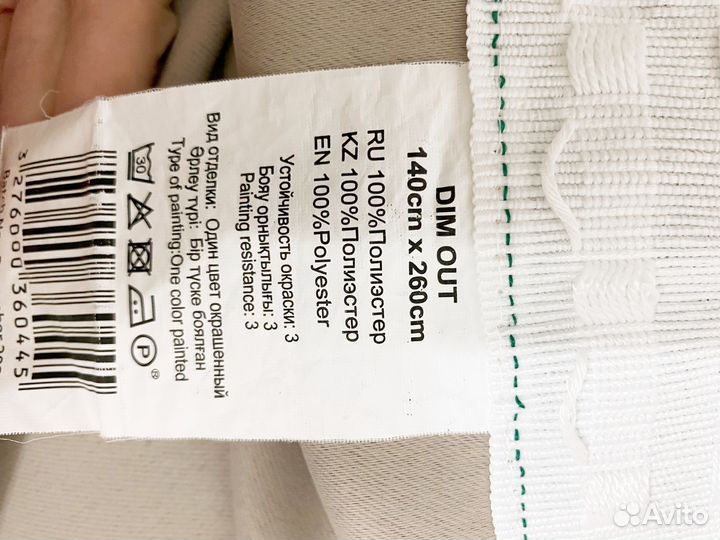 DIM OUT
140cm x 260cm
RU 100%Полиэстер
KZ 100%Полиэстер
EN 100%Polyester
Устойчивость окраски: 3
Бояу орнықтылығы: 3
Painting resistance: 3
Вид отделки: Один цвет окрашенный
Өрлеу түрі: Бір түске боялған
Type of painting:One color painted
30
P
®
3 276000 360445
Avito